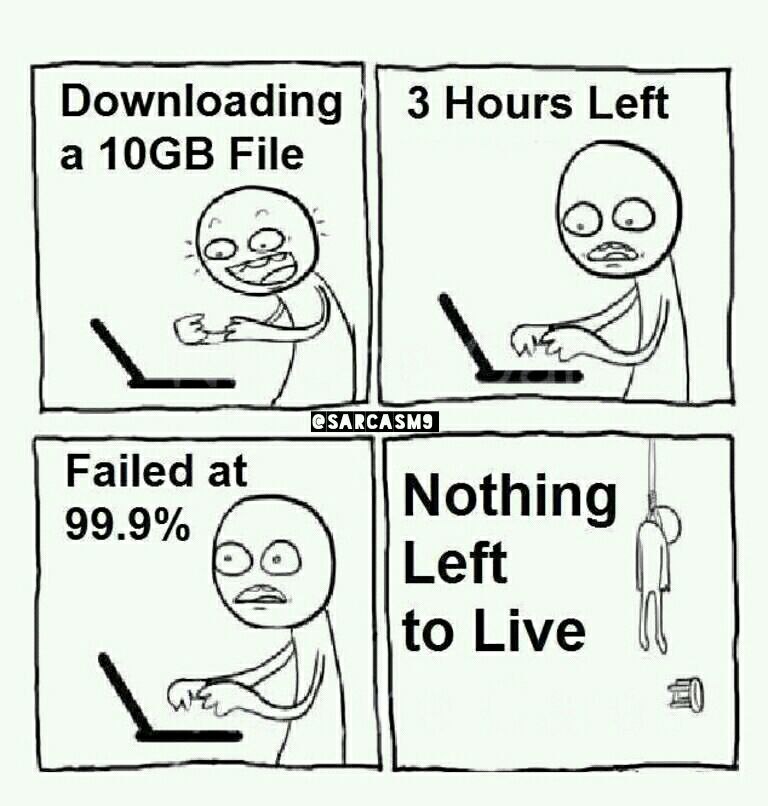 Downloading
a 10GB File
3 Hours Left
@SARCASM9
Failed at
99.9%
Nothing
Left
to Live